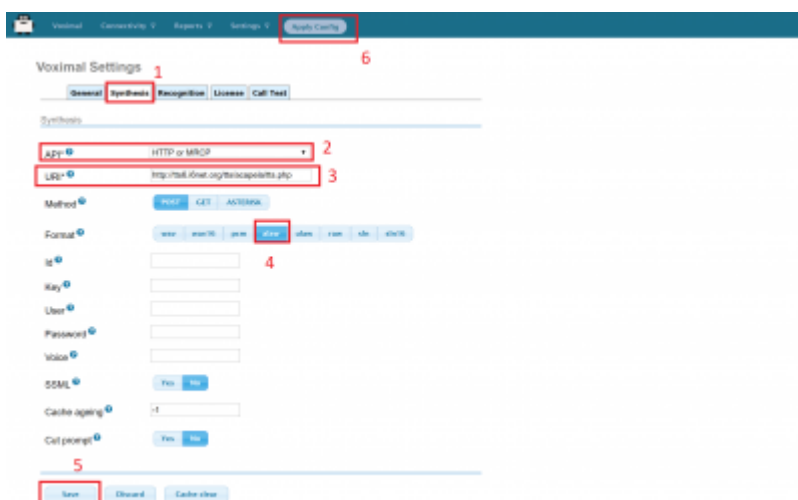 Voximal Connectivity Reports Settings Apply Config
6
Voximal Settings
1
General Synthesis Recognition License Call Test
Synthesis
API* HTTP or MRCP
2
URI*
3
Method POST GET ASTERISK
Format wav wav16 pcm alaw ulaw raw sln sln16
4
Id
Key
User
Password
Voice
SSML Yes No
Cache ageing -1
Cut prompt Yes No
5
Save Discard Cache clear